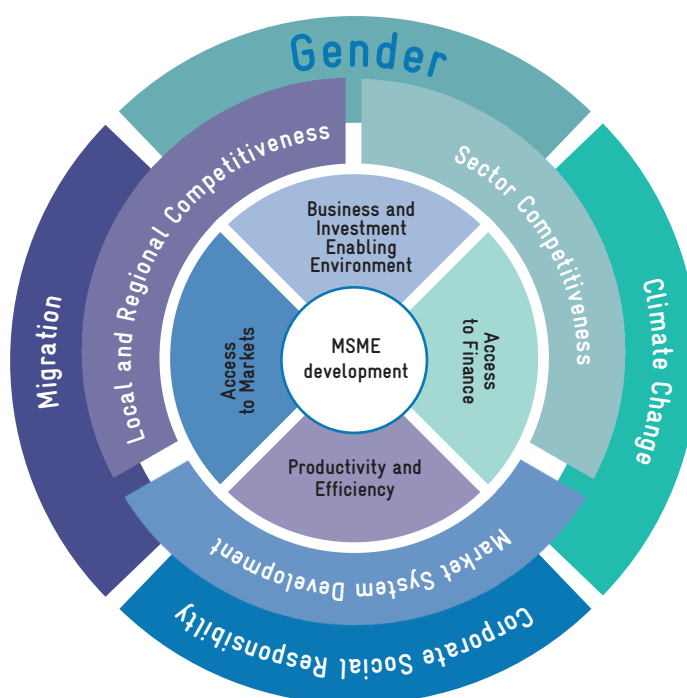 Gender
Local and Regional Competitiveness
Sector Competitiveness
Business and
Investment
Enabling
Environment
Migration
Access
to Markets
MSME
development
Access
to Finance
Climate Change
Productivity and
Efficiency
Market System Development
Corporate Social Responsibilty